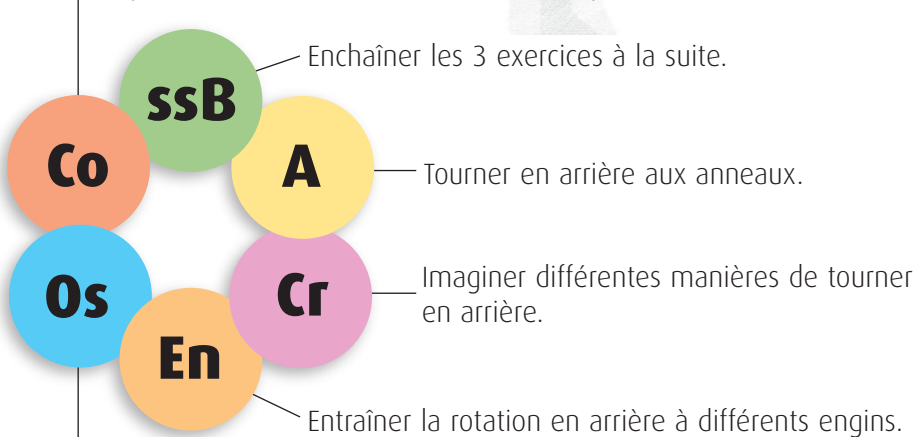 Enchaîner les 3 exercices à la suite.
ssB
Co
A
Tourner en arrière aux anneaux.
Os
Cr
Imaginer différentes manières de tourner
en arrière.
En
Entraîner la rotation en arrière à différents engins.